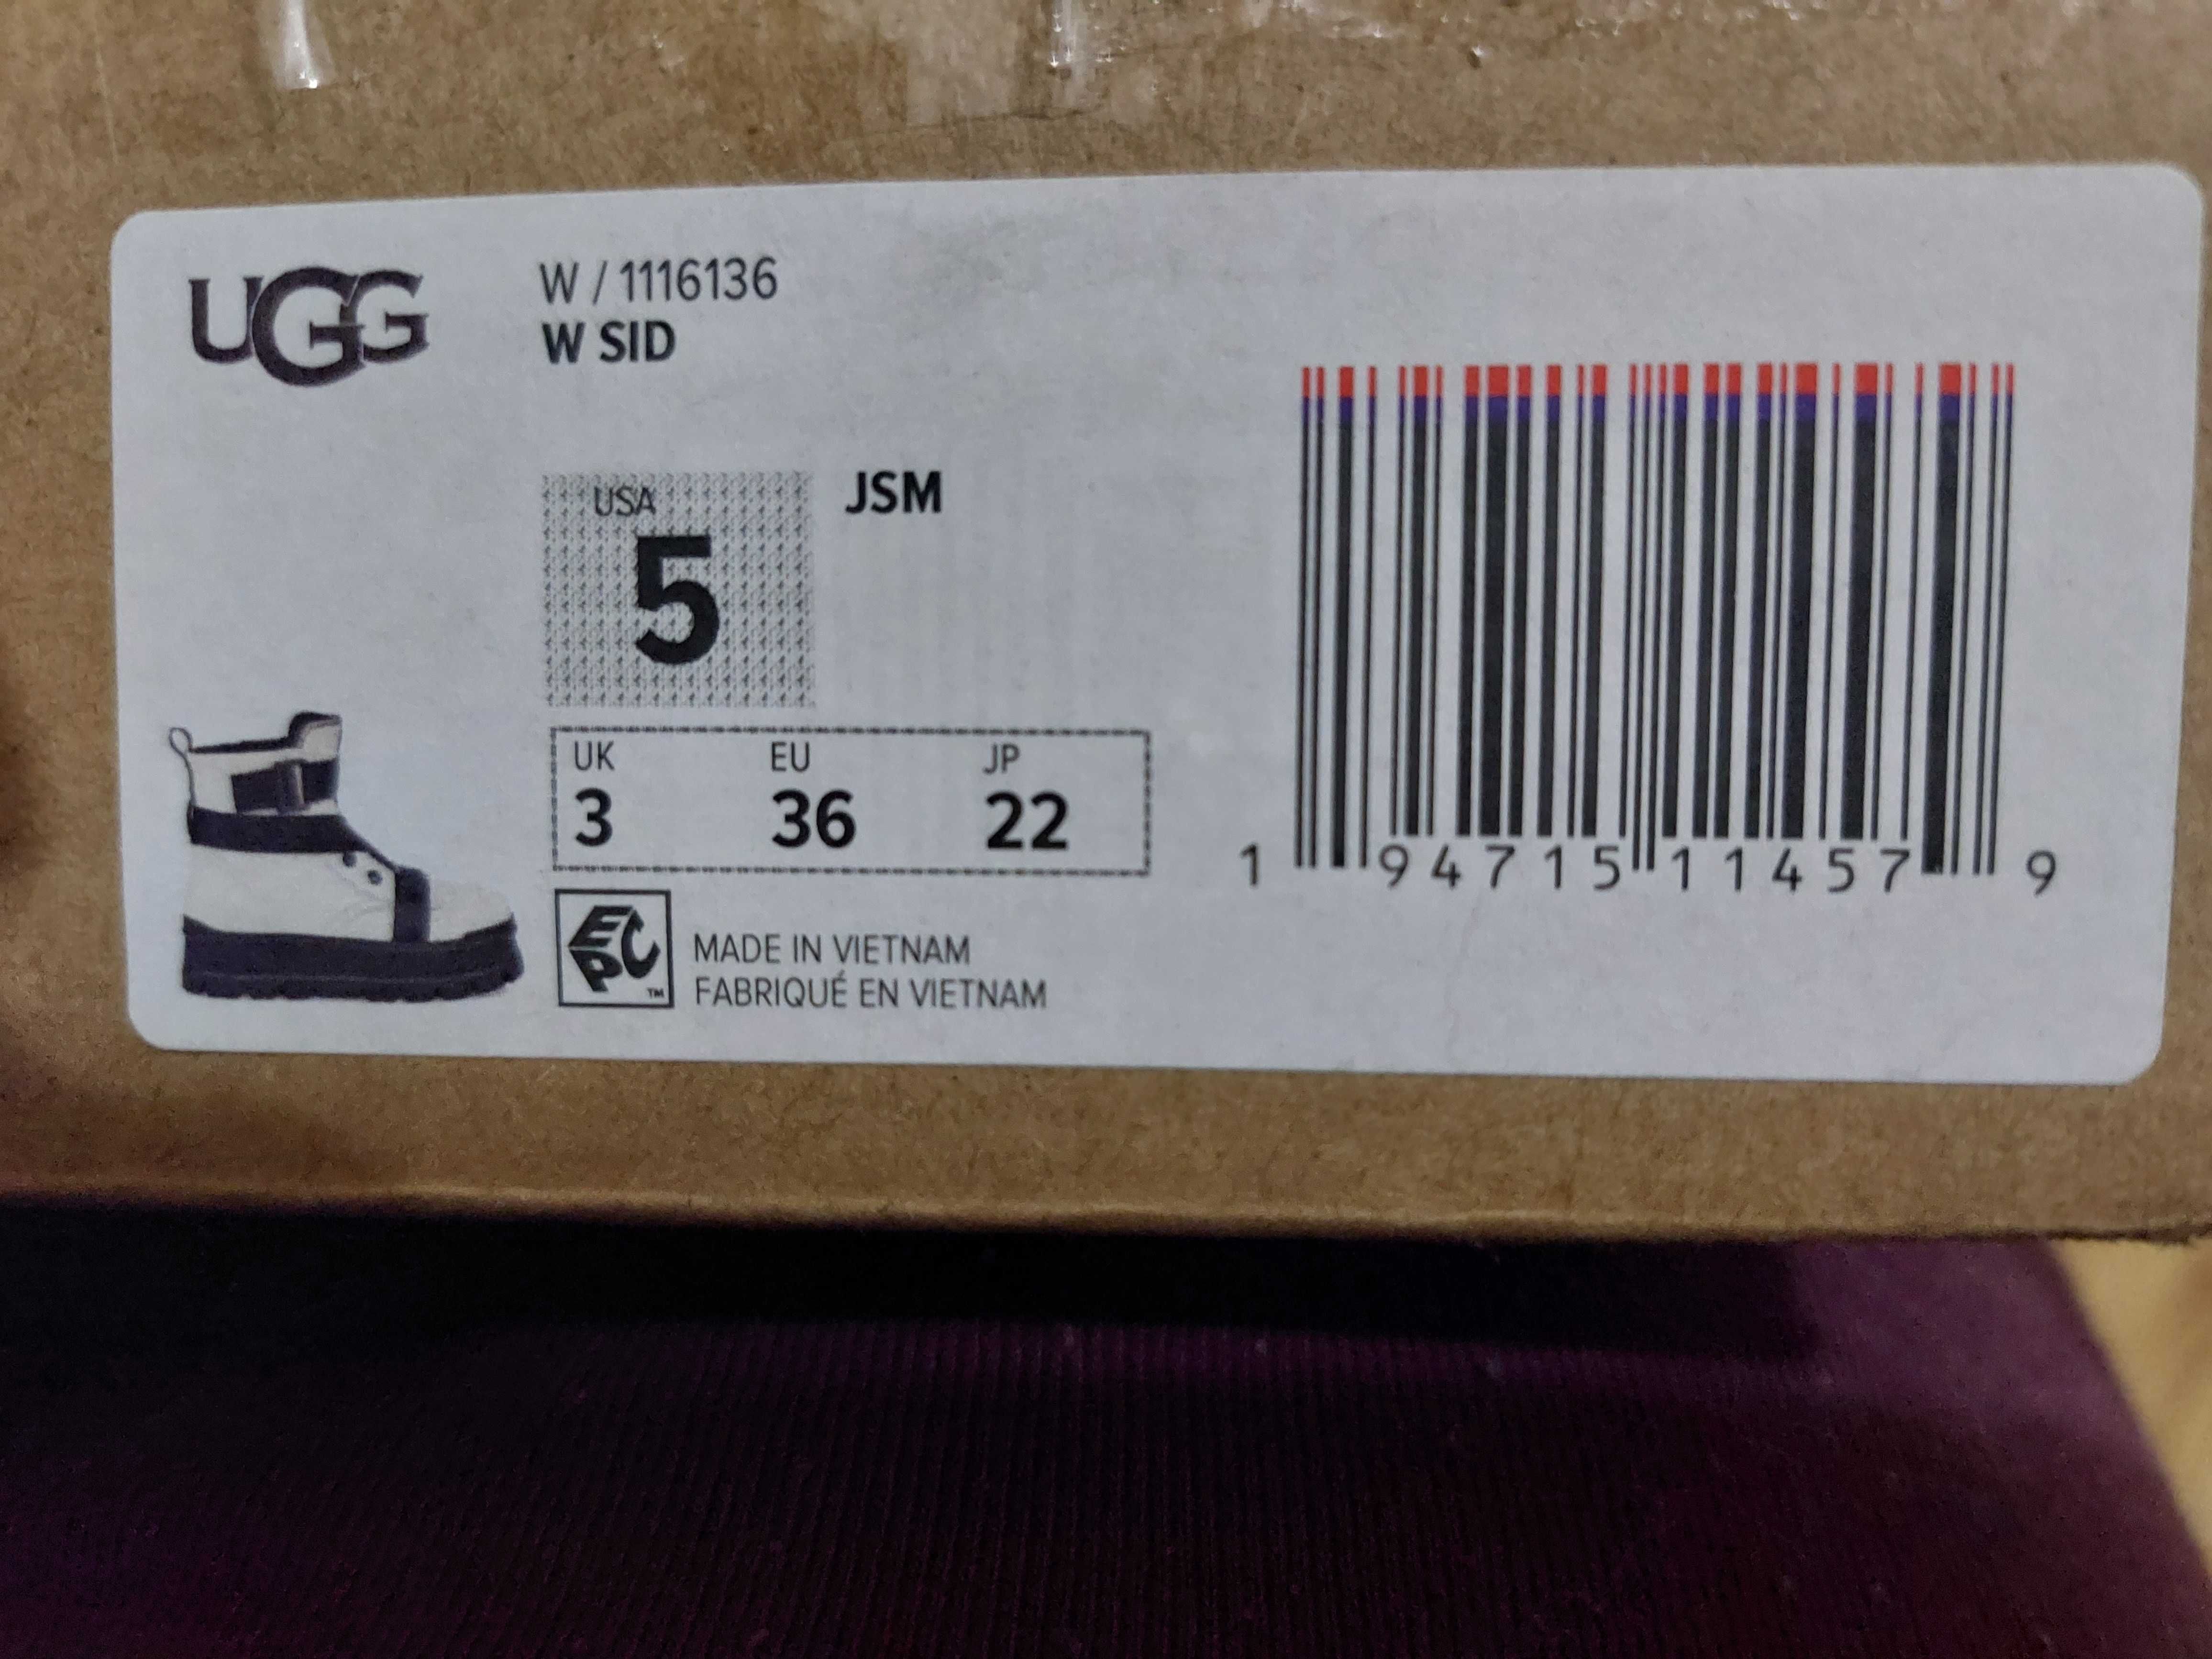 UGG
W / 1116136
W SID
USA
5
JSM
UK EU JP
3 36 22
EPC™
MADE IN VIETNAM
FABRIQUÉ EN VIETNAM
1 94715 11457 9